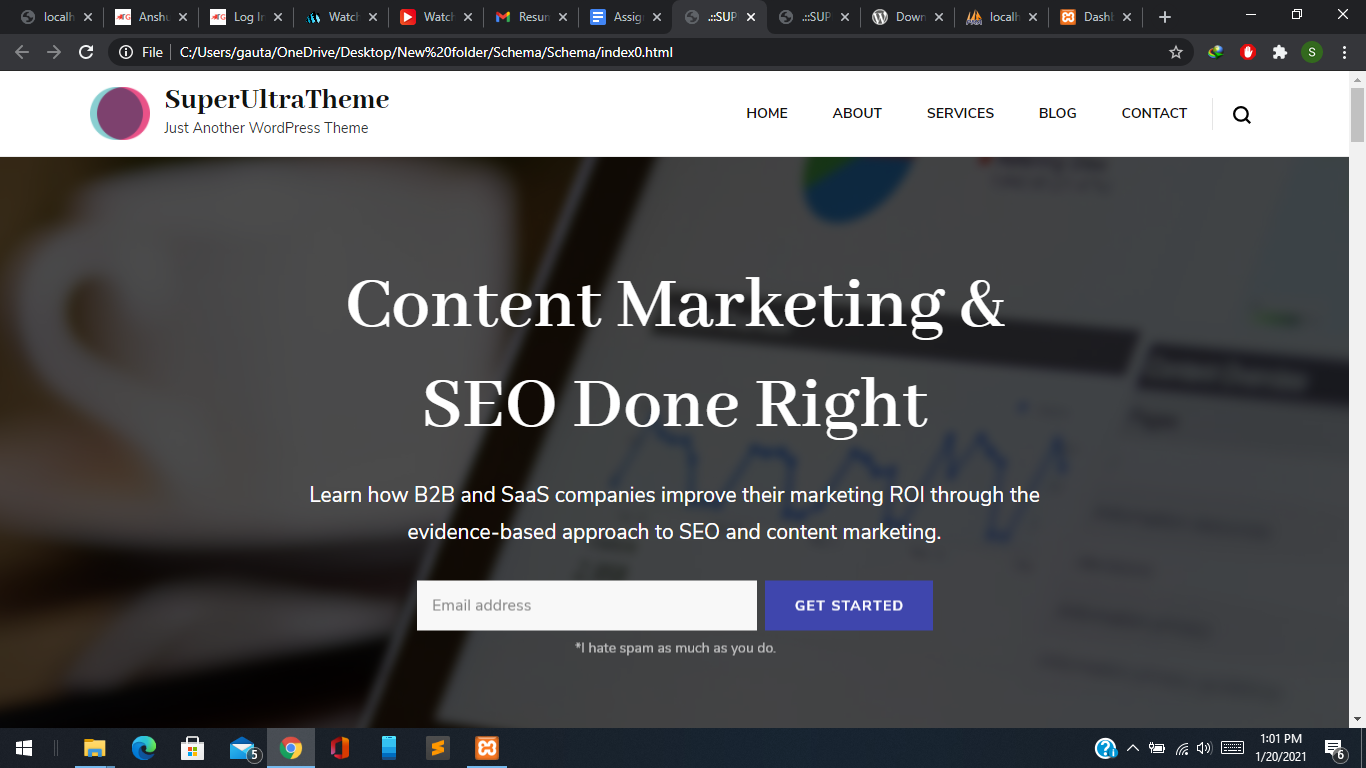 localh
Anshu
Log In
Watch
Watch
Resum
Assign
.::SUP
.::SUP
Down
localh
Dashb
File
C:/Users/gauta/OneDrive/Desktop/New%20folder/Schema/Schema/index0.html
S
SuperUltraTheme
Just Another WordPress Theme
HOME ABOUT SERVICES BLOG CONTACT
Content Marketing &
SEO Done Right
Learn how B2B and SaaS companies improve their marketing ROI through the
evidence-based approach to SEO and content marketing.
Email address
GET STARTED
*I hate spam as much as you do.
5
1:01 PM
1/20/2021
6